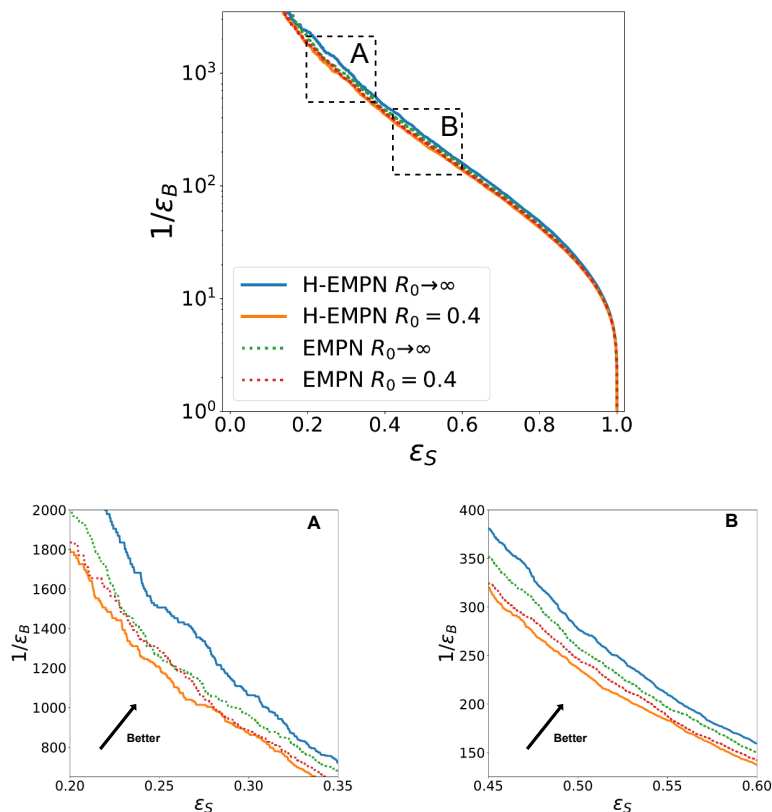 10³
10²
10¹
10⁰
1/ε_B
A
B
H-EMPN R₀→∞
H-EMPN R₀ = 0.4
EMPN R₀→∞
EMPN R₀ = 0.4
0.0 0.2 0.4 0.6 0.8 1.0
ε_S
2000
1800
1600
1400
1200
1000
800
1/ε_B
A
Better
0.20 0.25 0.30 0.35
ε_S
400
350
300
250
200
150
1/ε_B
B
Better
0.45 0.50 0.55 0.60
ε_S